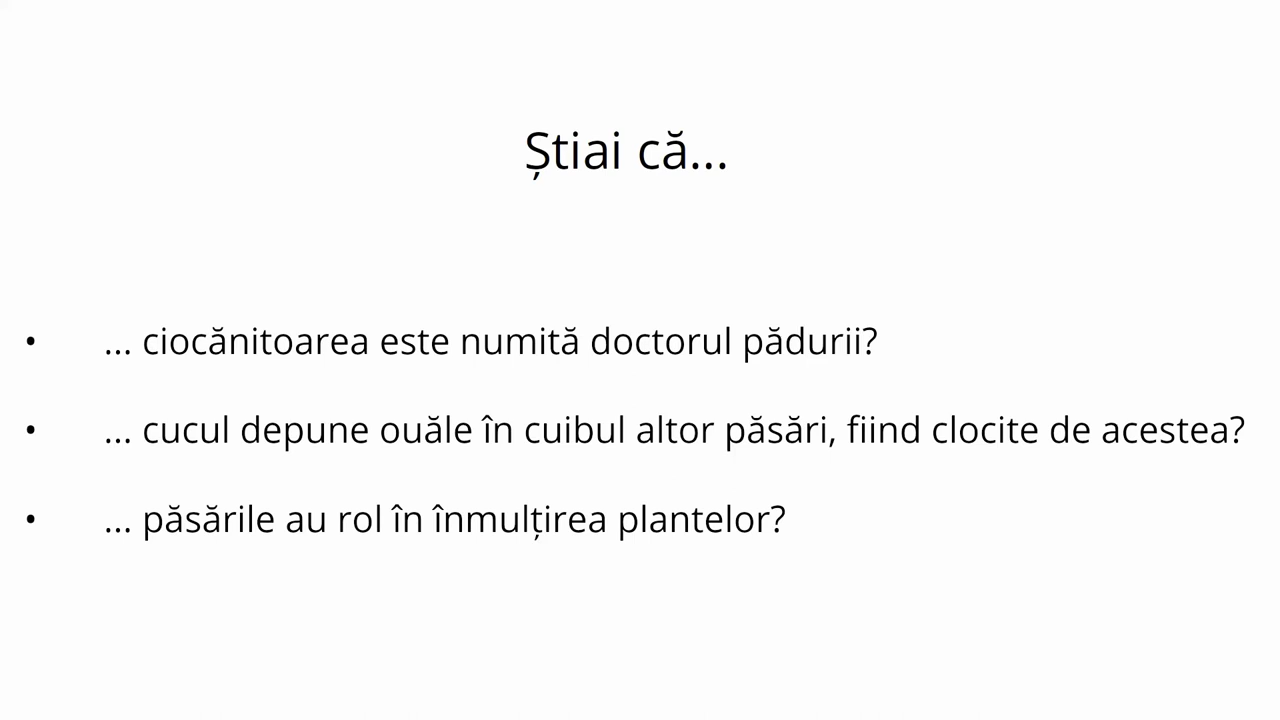 Știai că...
• ... ciocănitoarea este numită doctorul pădurii?
• ... cucul depune ouăle în cuibul altor păsări, fiind clocite de acestea?
• ... păsările au rol în înmulțirea plantelor?